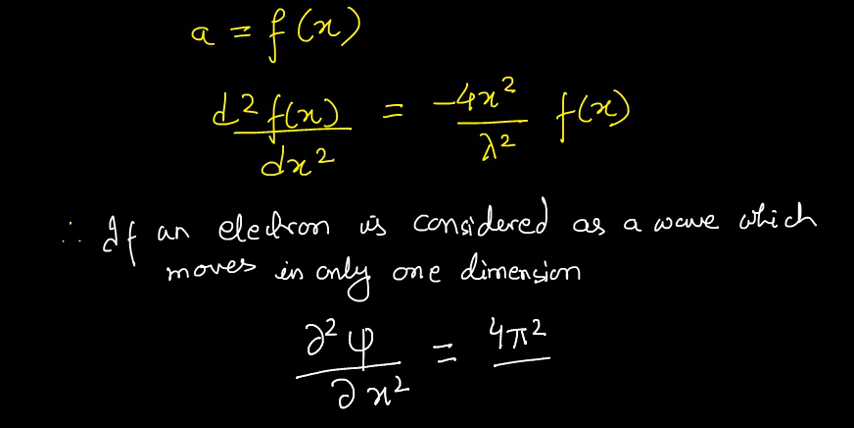 a = f(x)
d²f(x)/dx² = -4x²/λ² f(x)
∴ If an electron is considered as a wave which
moves in only one dimension
∂²ψ/∂x² = 4π²